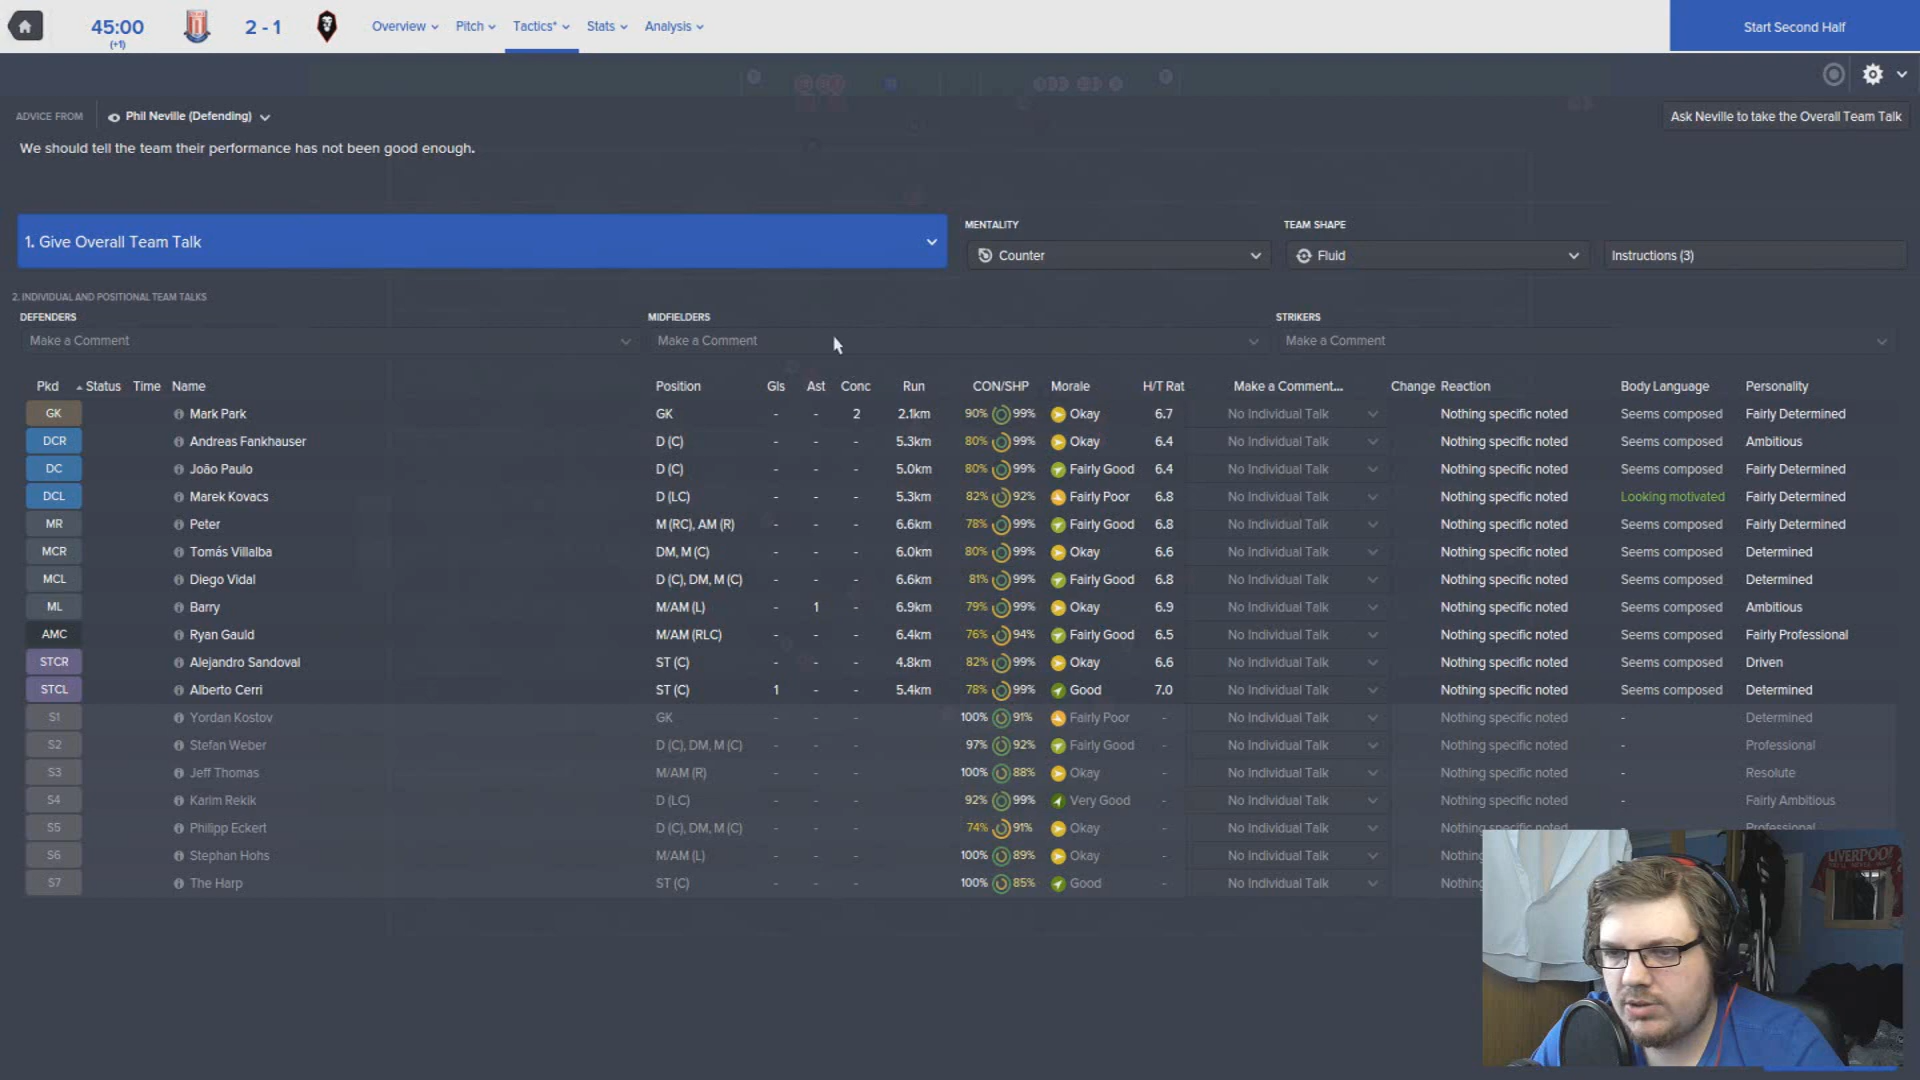 45:00
(+1)
2 - 1
Overview
Pitch
Tactics*
Stats
Analysis
Start Second Half
ADVICE FROM
Phil Neville (Defending)
Ask Neville to take the Overall Team Talk
We should tell the team their performance has not been good enough.
1. Give Overall Team Talk
MENTALITY
Counter
TEAM SHAPE
Fluid
Instructions (3)
2. INDIVIDUAL AND POSITIONAL TEAM TALKS
DEFENDERS
MIDFIELDERS
STRIKERS
Make a Comment
Make a Comment
Make a Comment
Pkd Status Time Name Position Gls Ast Conc Run CON/SHP Morale H/T Rat Make a Comment... Change Reaction Body Language Personality
GK Mark Park GK - - 2 2.1km 90% 99% Okay 6.7 No Individual Talk Nothing specific noted Seems composed Fairly Determined
DCR Andreas Fankhauser D (C) - - - 5.3km 80% 99% Okay 6.4 No Individual Talk Nothing specific noted Seems composed Ambitious
DC João Paulo D (C) - - - 5.0km 80% 99% Fairly Good 6.4 No Individual Talk Nothing specific noted Seems composed Fairly Determined
DCL Marek Kovacs D (LC) - - - 5.3km 82% 92% Fairly Poor 6.8 No Individual Talk Nothing specific noted Looking motivated Fairly Determined
MR Peter M (RC), AM (R) - - - 6.6km 78% 99% Fairly Good 6.8 No Individual Talk Nothing specific noted Seems composed Fairly Determined
MCR Tomás Villalba DM, M (C) - - - 6.0km 80% 99% Okay 6.6 No Individual Talk Nothing specific noted Seems composed Determined
MCL Diego Vidal D (C), DM, M (C) - - - 6.6km 81% 99% Fairly Good 6.8 No Individual Talk Nothing specific noted Seems composed Determined
ML Barry M/AM (L) - 1 - 6.9km 79% 99% Okay 6.9 No Individual Talk Nothing specific noted Seems composed Ambitious
AMC Ryan Gauld M/AM (RLC) - - - 6.4km 76% 94% Fairly Good 6.5 No Individual Talk Nothing specific noted Seems composed Fairly Professional
STCR Alejandro Sandoval ST (C) - - - 4.8km 82% 99% Okay 6.6 No Individual Talk Nothing specific noted Seems composed Driven
STCL Alberto Cerri ST (C) 1 - - 5.4km 78% 99% Good 7.0 No Individual Talk Nothing specific noted Seems composed Determined
S1 Yordan Kostov GK - - - 100% 91% Fairly Poor - No Individual Talk Nothing specific noted - Determined
S2 Stefan Weber D (C), DM, M (C) - - - 97% 92% Fairly Good - No Individual Talk Nothing specific noted - Professional
S3 Jeff Thomas M/AM (R) - - - 100% 88% Okay - No Individual Talk Nothing specific noted - Resolute
S4 Karim Rekik D (LC) - - - 92% 99% Very Good - No Individual Talk Nothing specific noted - Fairly Ambitious
S5 Philipp Eckert D (C), DM, M (C) - - - 74% 91% Okay - No Individual Talk Nothing specific noted - Professional
S6 Stephan Hohs M/AM (L) - - - 100% 89% Okay - No Individual Talk Nothing
S7 The Harp ST (C) - - - 100% 85% Good - No Individual Talk Nothing
LIVERPOOL